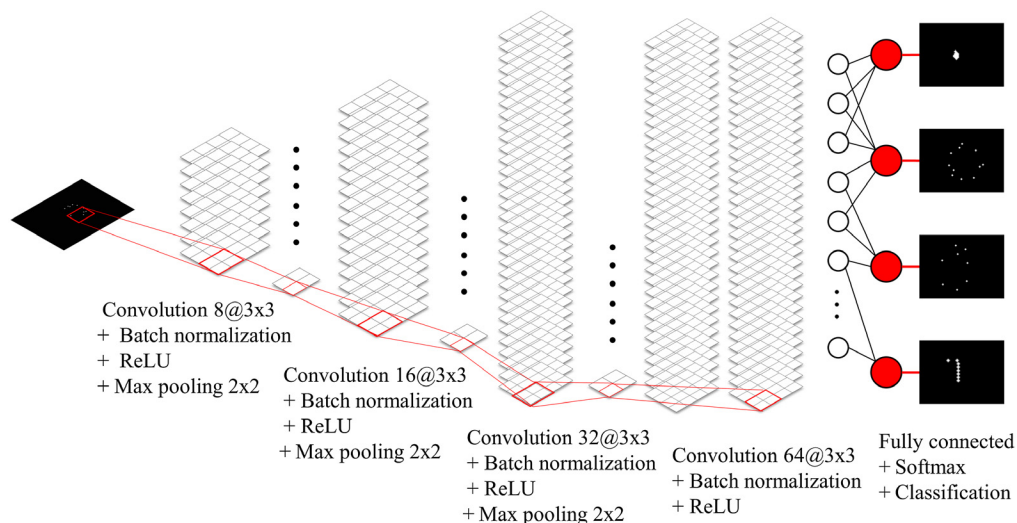 Convolution 8@3x3
+ Batch normalization
+ ReLU
+ Max pooling 2x2
Convolution 16@3x3
+ Batch normalization
+ ReLU
+ Max pooling 2x2
Convolution 32@3x3
+ Batch normalization
+ ReLU
+ Max pooling 2x2
Convolution 64@3x3
+ Batch normalization
+ ReLU
Fully connected
+ Softmax
+ Classification